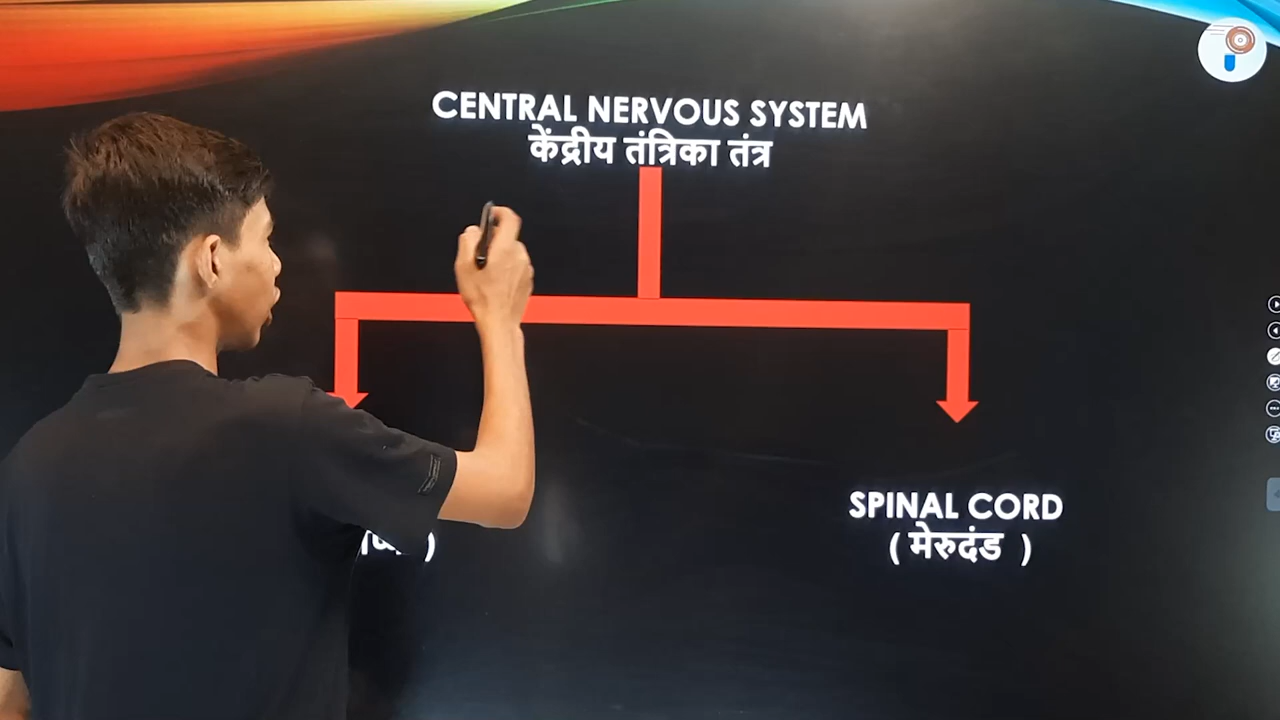 CENTRAL NERVOUS SYSTEM
केंद्रीय तंत्रिका तंत्र
SPINAL CORD
( मेरुदंड )